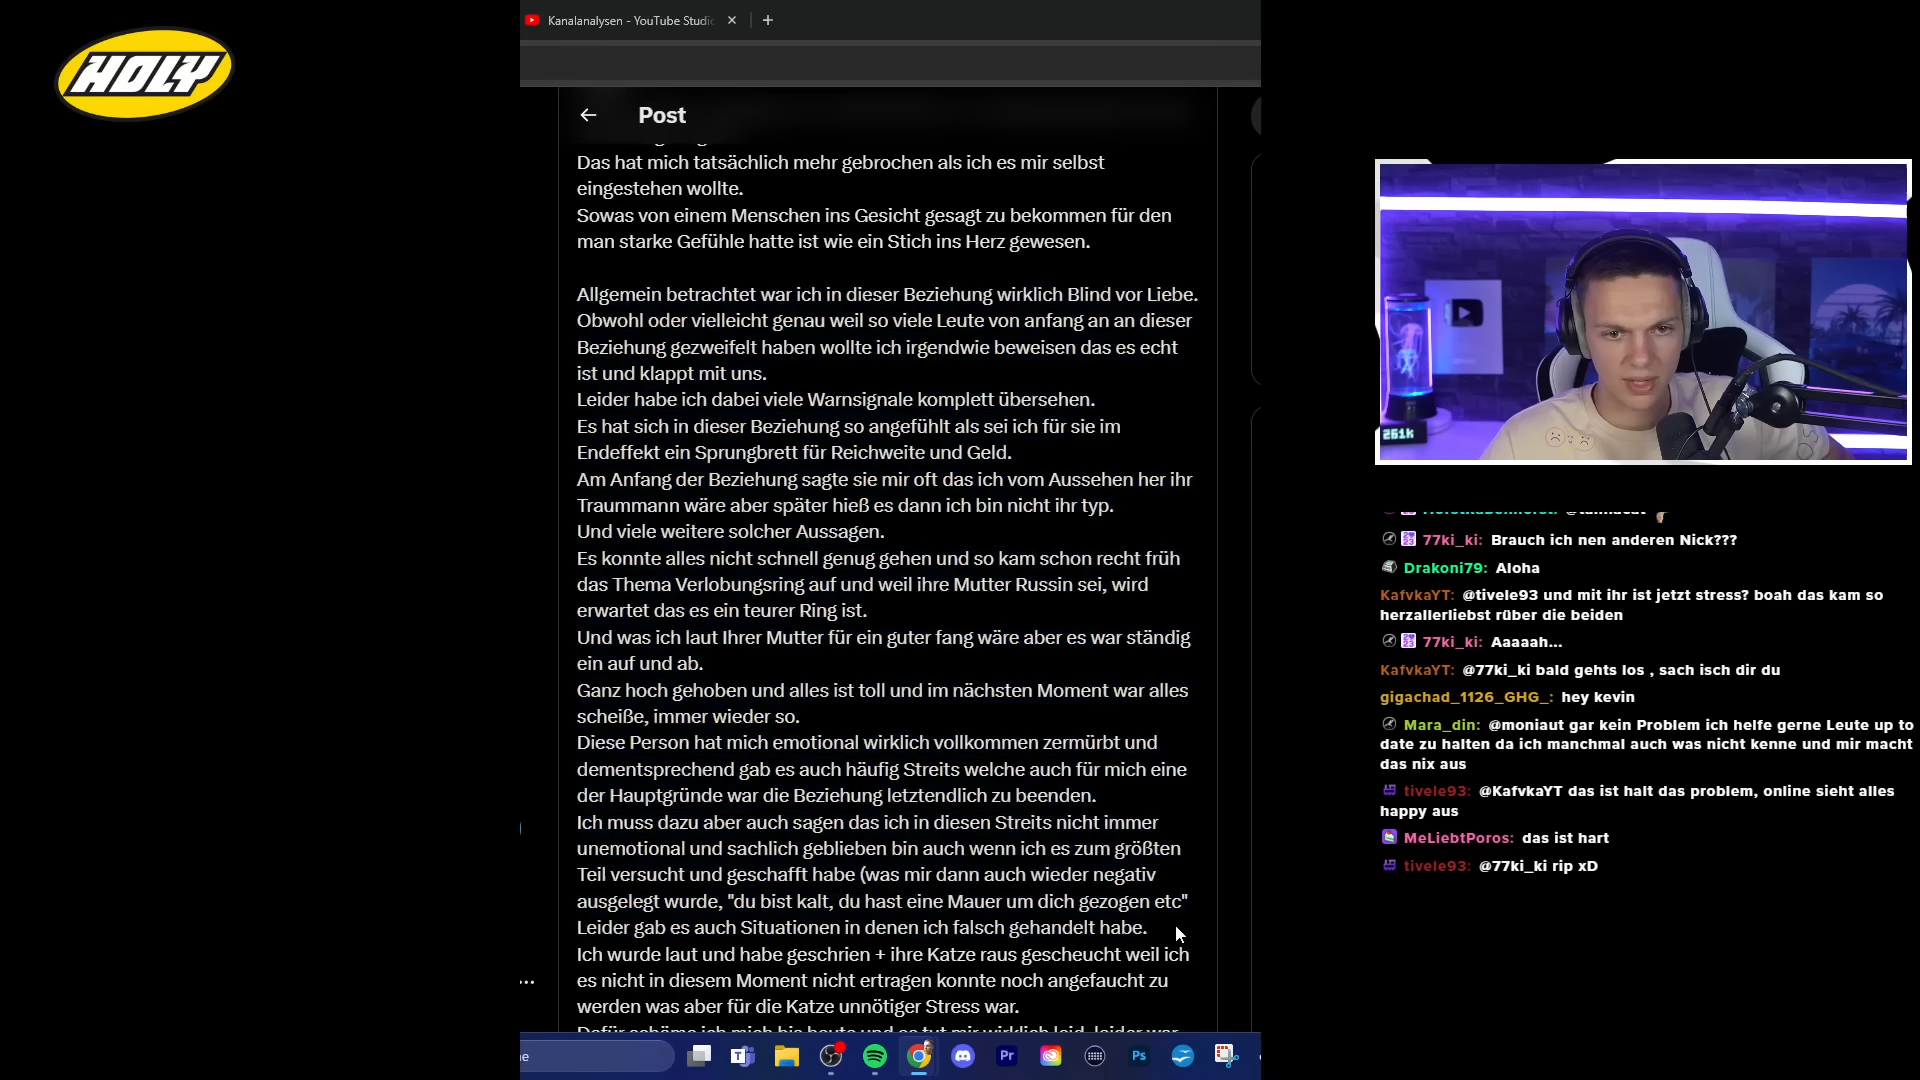 HOLY
Kanalanalysen - YouTube Studio
Post
Das hat mich tatsächlich mehr gebrochen als ich es mir selbst
eingestehen wollte.
Sowas von einem Menschen ins Gesicht gesagt zu bekommen für den
man starke Gefühle hatte ist wie ein Stich ins Herz gewesen.
Allgemein betrachtet war ich in dieser Beziehung wirklich Blind vor Liebe.
Obwohl oder vielleicht genau weil so viele Leute von anfang an an dieser
Beziehung gezweifelt haben wollte ich irgendwie beweisen das es echt
ist und klappt mit uns.
Leider habe ich dabei viele Warnsignale komplett übersehen.
Es hat sich in dieser Beziehung so angefühlt als sei ich für sie im
Endeffekt ein Sprungbrett für Reichweite und Geld.
Am Anfang der Beziehung sagte sie mir oft das ich vom Aussehen her ihr
Traummann wäre aber später hieß es dann ich bin nicht ihr typ.
Und viele weitere solcher Aussagen.
Es konnte alles nicht schnell genug gehen und so kam schon recht früh
das Thema Verlobungsring auf und weil ihre Mutter Russin sei, wird
erwartet das es ein teurer Ring ist.
Und was ich laut Ihrer Mutter für ein guter fang wäre aber es war ständig
ein auf und ab.
Ganz hoch gehoben und alles ist toll und im nächsten Moment war alles
scheiße, immer wieder so.
Diese Person hat mich emotional wirklich vollkommen zermürbt und
dementsprechend gab es auch häufig Streits welche auch für mich eine
der Hauptgründe war die Beziehung letztendlich zu beenden.
Ich muss dazu aber auch sagen das ich in diesen Streits nicht immer
unemotional und sachlich geblieben bin auch wenn ich es zum größten
Teil versucht und geschafft habe (was mir dann auch wieder negativ
ausgelegt wurde, "du bist kalt, du hast eine Mauer um dich gezogen etc"
Leider gab es auch Situationen in denen ich falsch gehandelt habe.
Ich wurde laut und habe geschrien + ihre Katze raus gescheucht weil ich
es nicht in diesem Moment nicht ertragen konnte noch angefaucht zu
werden was aber für die Katze unnötiger Stress war.
Dafür schäme ich mich bis heute und es tut mir wirklich leid, leider war
261k
77ki_ki: Brauch ich nen anderen Nick???
Drakoni79: Aloha
KafvkaYT: @tivele93 und mit ihr ist jetzt stress? boah das kam so
herzallerliebst rüber die beiden
77ki_ki: Aaaaah...
KafvkaYT: @77ki_ki bald gehts los , sach isch dir du
gigachad_1126_GHG_: hey kevin
Mara_din: @moniaut gar kein Problem ich helfe gerne Leute up to
date zu halten da ich manchmal auch was nicht kenne und mir macht
das nix aus
tivele93: @KafvkaYT das ist halt das problem, online sieht alles
happy aus
MeLiebtPoros: das ist hart
tivele93: @77ki_ki rip xD
Pr
Ps